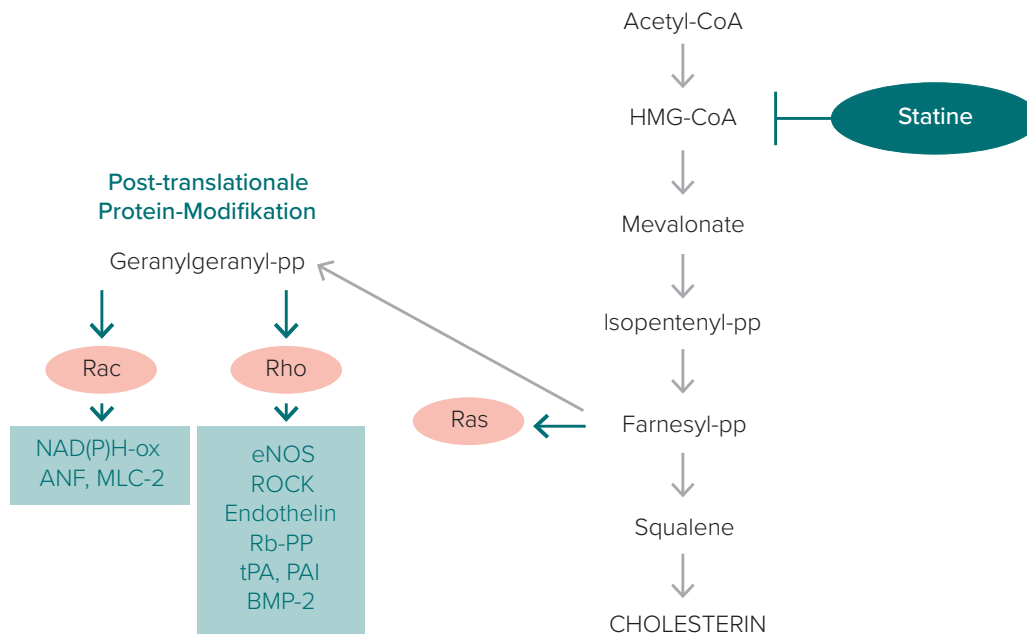 Acetyl-CoA
HMG-CoA
Statine
Mevalonate
Isopentenyl-pp
Farnesyl-pp
Squalene
CHOLESTERIN
Ras
Post-translationale
Protein-Modifikation
Geranylgeranyl-pp
Rac
NAD(P)H-ox
ANF, MLC-2
Rho
eNOS
ROCK
Endothelin
Rb-PP
tPA, PAI
BMP-2